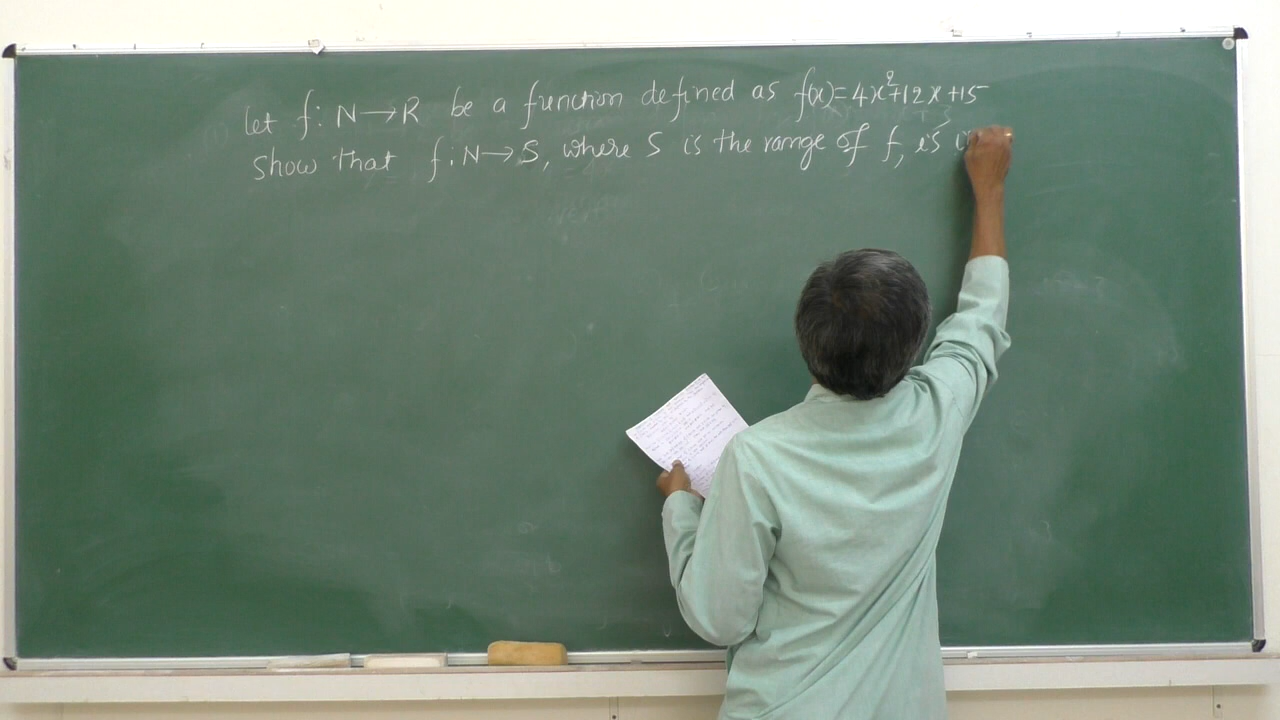 let f: N→R be a function defined as f(x)=4x²+12x+15
Show that f:N→S, where S is the range of f, is